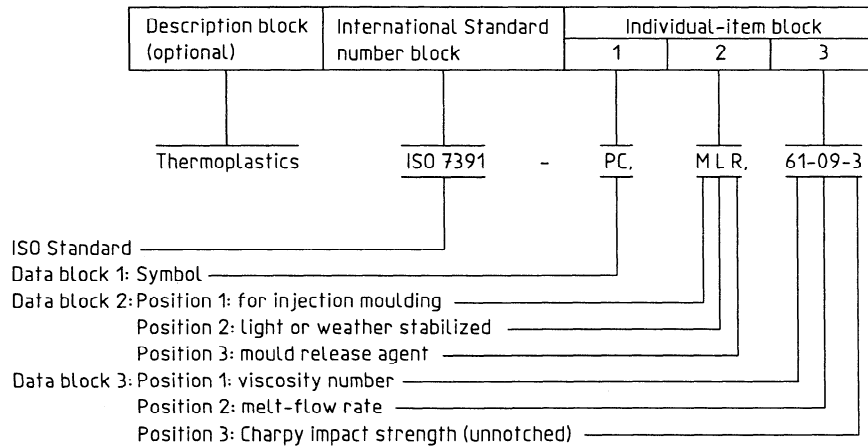 Description block
(optional)
International Standard
number block
Individual-item block
1
2
3
Thermoplastics
ISO 7391
-
PC,
M L R,
61-09-3
ISO Standard
Data block 1: Symbol
Data block 2: Position 1: for injection moulding
Position 2: light or weather stabilized
Position 3: mould release agent
Data block 3: Position 1: viscosity number
Position 2: melt-flow rate
Position 3: Charpy impact strength (unnotched)